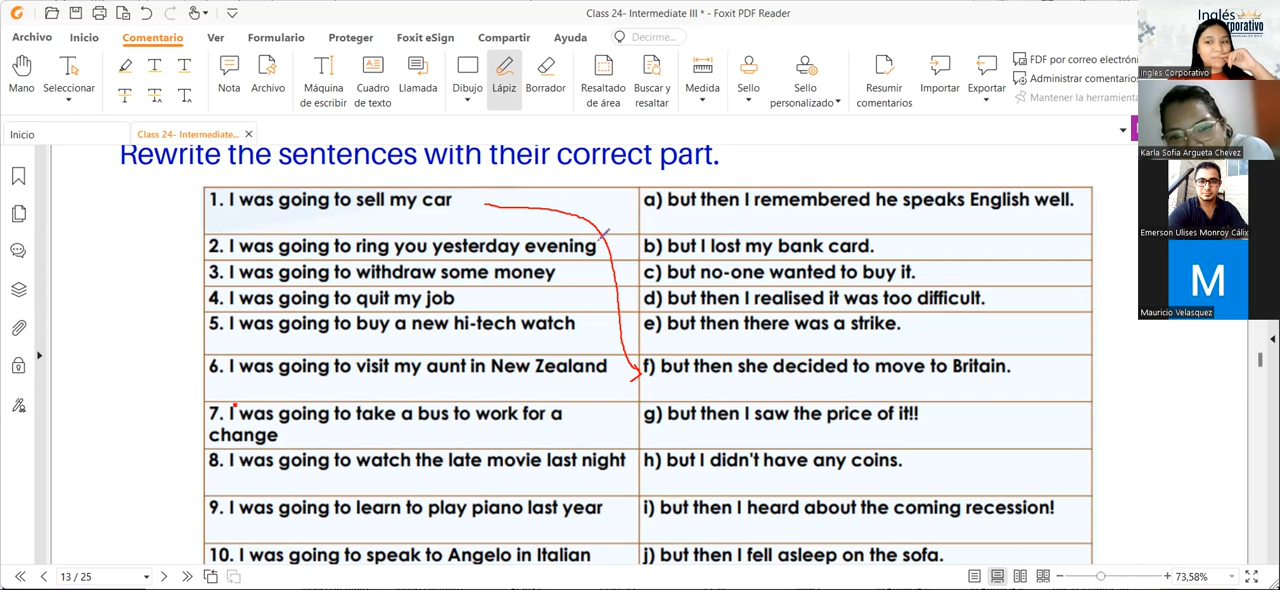 Class 24- Intermediate III * - Foxit PDF Reader
Archivo Inicio Comentario Ver Formulario Proteger Foxit eSign Compartir Ayuda Decirme...
Mano Seleccionar Nota Archivo Máquina de escribir Cuadro de texto Llamada Dibujo Lápiz Borrador Resaltado de área Buscar y resaltar Medida Sello Sello personalizado Resumir comentarios Importar Exportar
FDF por correo electróni
Administrar comentarios
Mantener la herramienta
Inicio Class 24- Intermediate...
Rewrite the sentences with their correct part.
1. I was going to sell my car a) but then I remembered he speaks English well.
2. I was going to ring you yesterday evening b) but I lost my bank card.
3. I was going to withdraw some money c) but no-one wanted to buy it.
4. I was going to quit my job d) but then I realised it was too difficult.
5. I was going to buy a new hi-tech watch e) but then there was a strike.
6. I was going to visit my aunt in New Zealand f) but then she decided to move to Britain.
7. I was going to take a bus to work for a g) but then I saw the price of it!!
change
8. I was going to watch the late movie last night h) but I didn't have any coins.
9. I was going to learn to play piano last year i) but then I heard about the coming recession!
10. I was going to speak to Angelo in Italian j) but then I fell asleep on the sofa.
13 / 25 73,58%
Inglés
orporativo
Ingles Corporativo
Karla Sofia Argueta Chevez
Emerson Ulises Monroy Cálix
M
Mauricio Velasquez